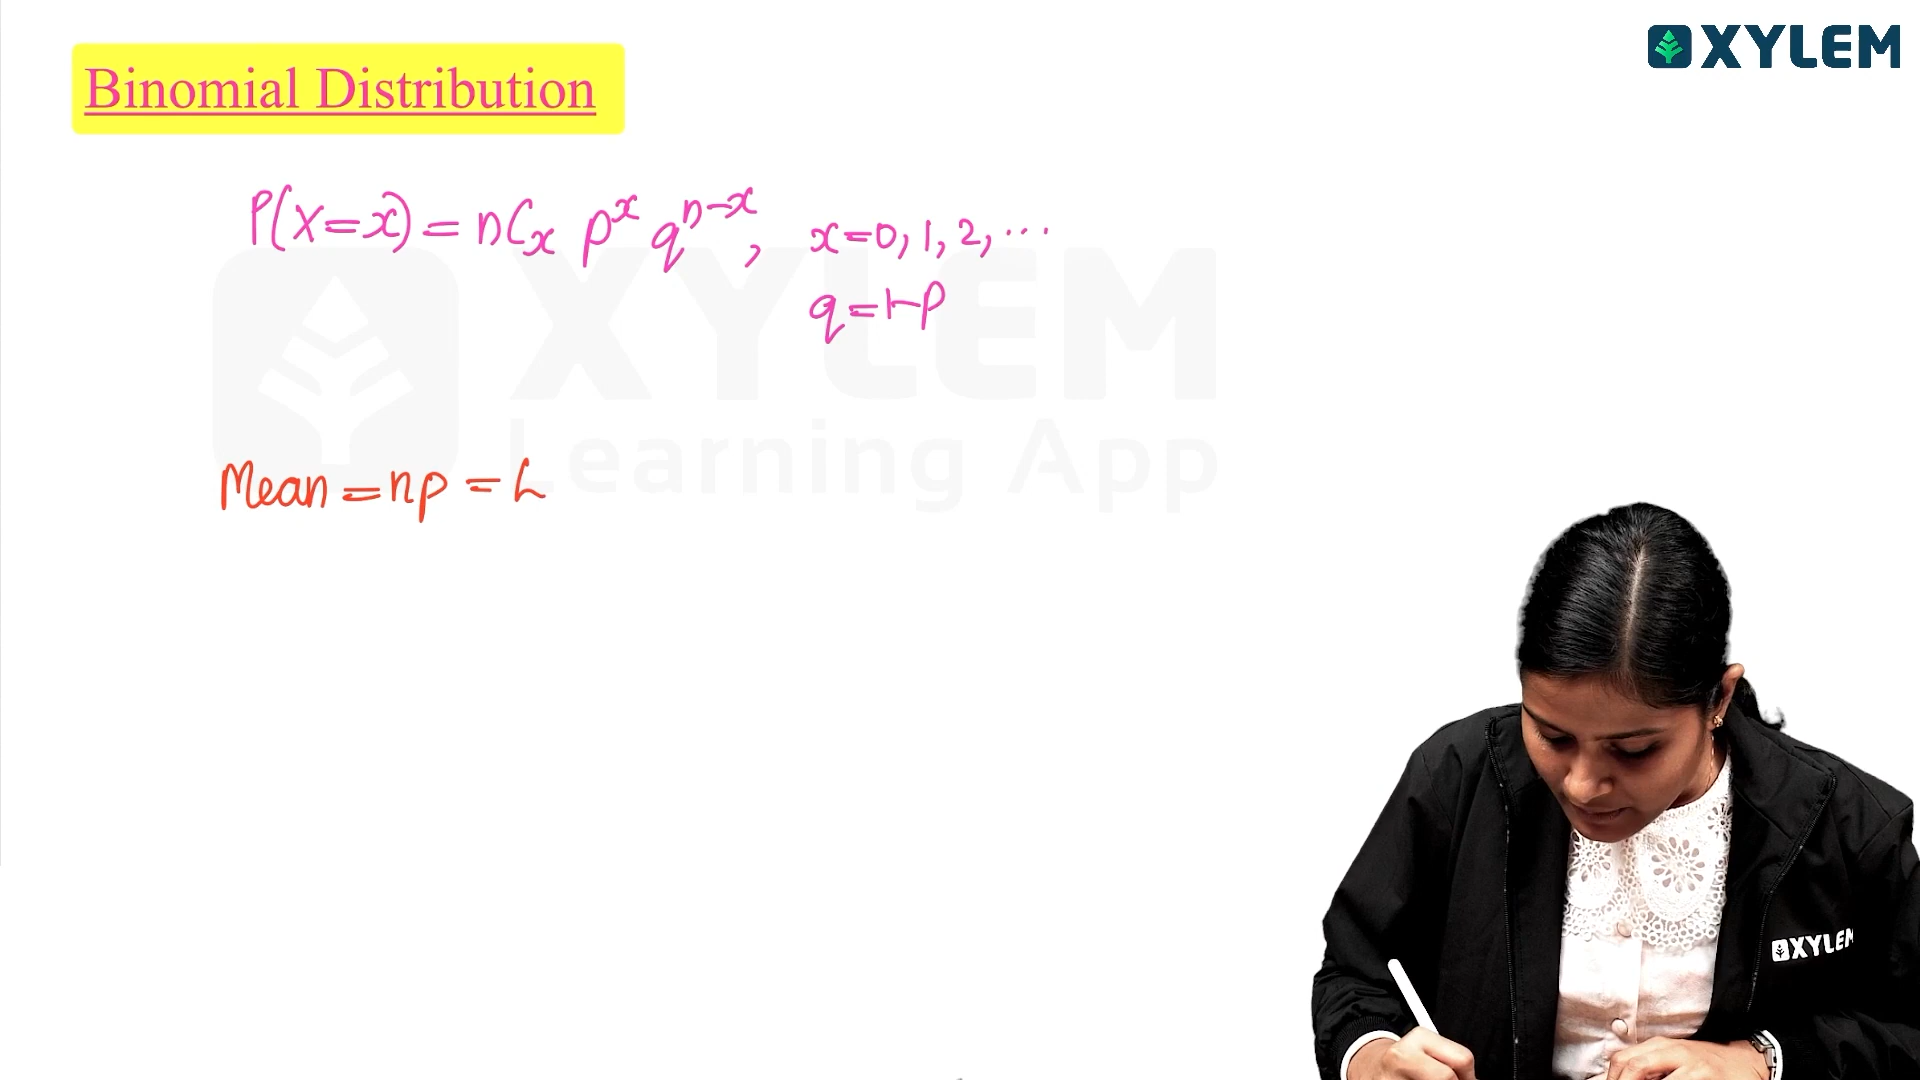 XYLEM
Binomial Distribution
P(X=x) = nCx p^x q^n-x, x=0, 1, 2, ...
q=1-p
XYLEM
Learning App
Mean = np =
XYLEM